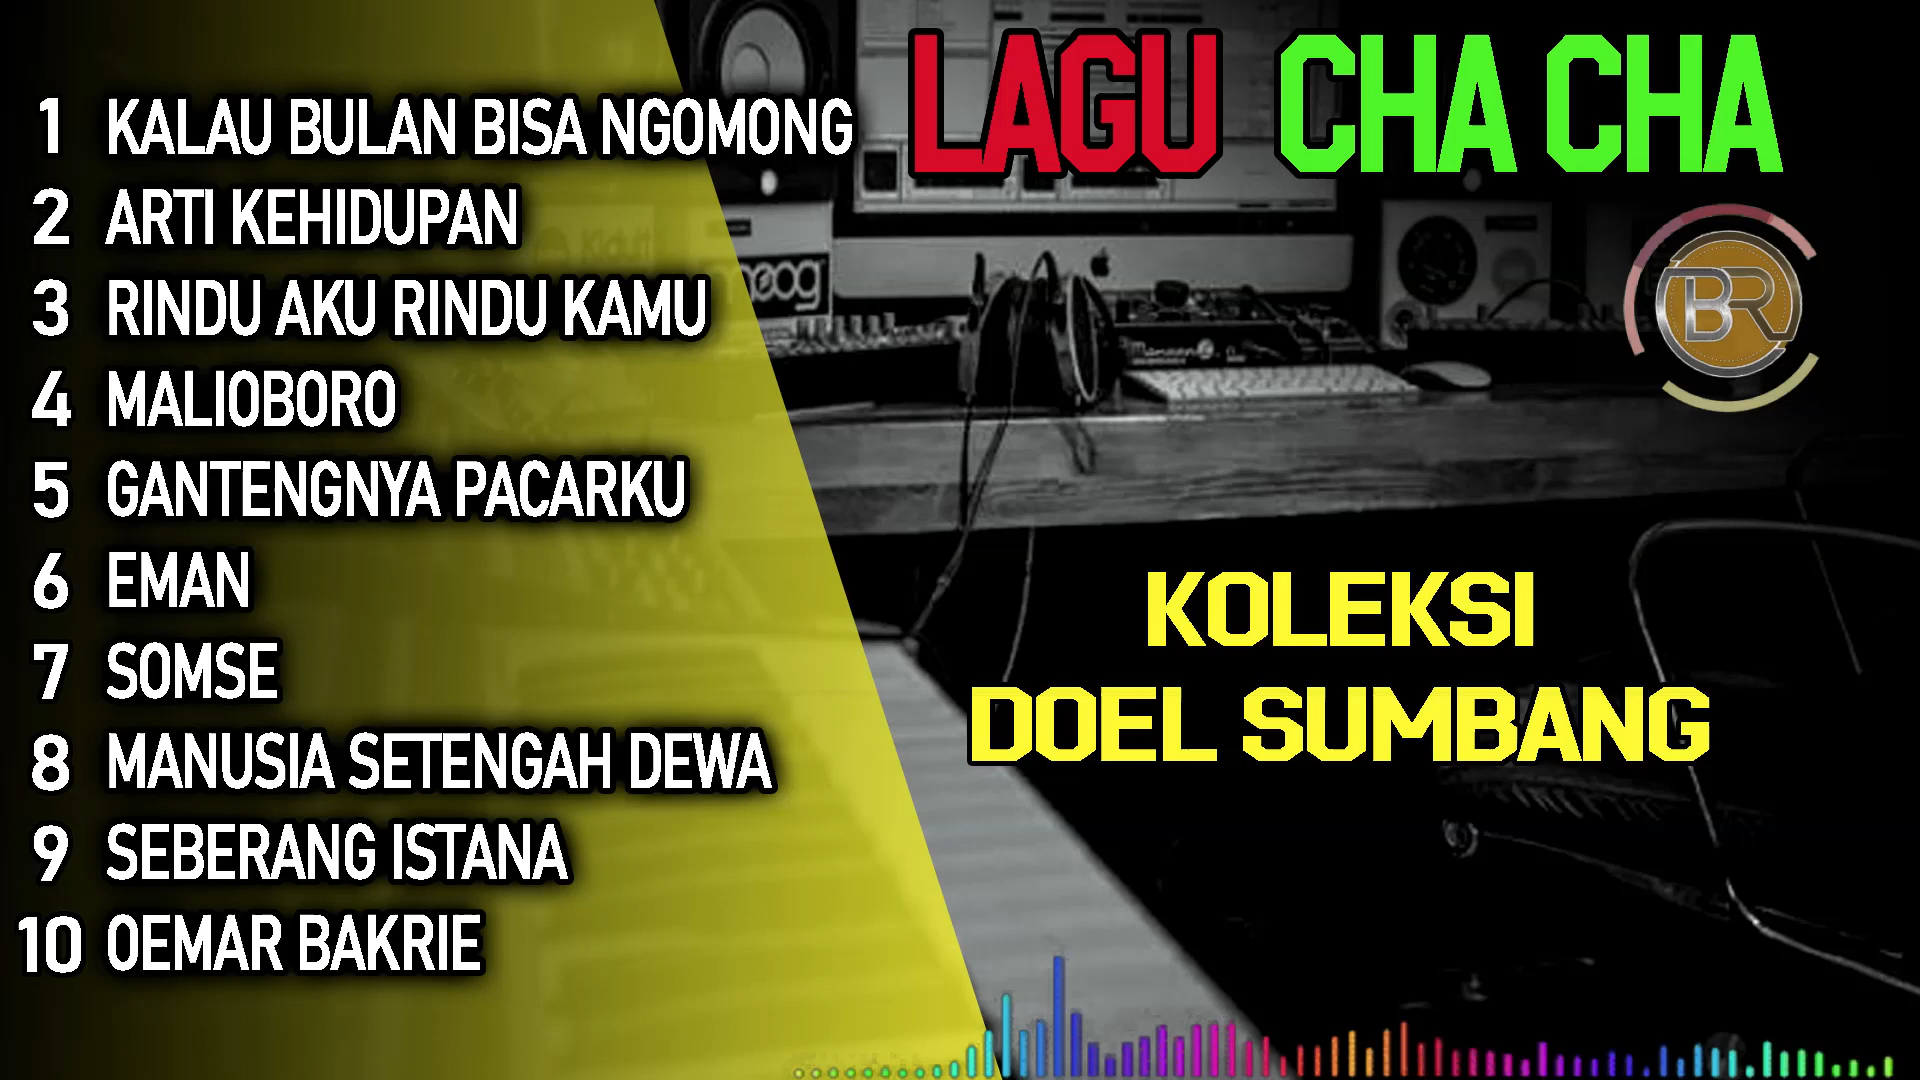 LAGU CHA CHA
1 KALAU BULAN BISA NGOMONG
2 ARTI KEHIDUPAN
3 RINDU AKU RINDU KAMU
4 MALIOBORO
5 GANTENGNYA PACARKU
6 EMAN
7 SOMSE
8 MANUSIA SETENGAH DEWA
9 SEBERANG ISTANA
10 OEMAR BAKRIE
BR
moog
KOLEKSI
DOEL SUMBANG